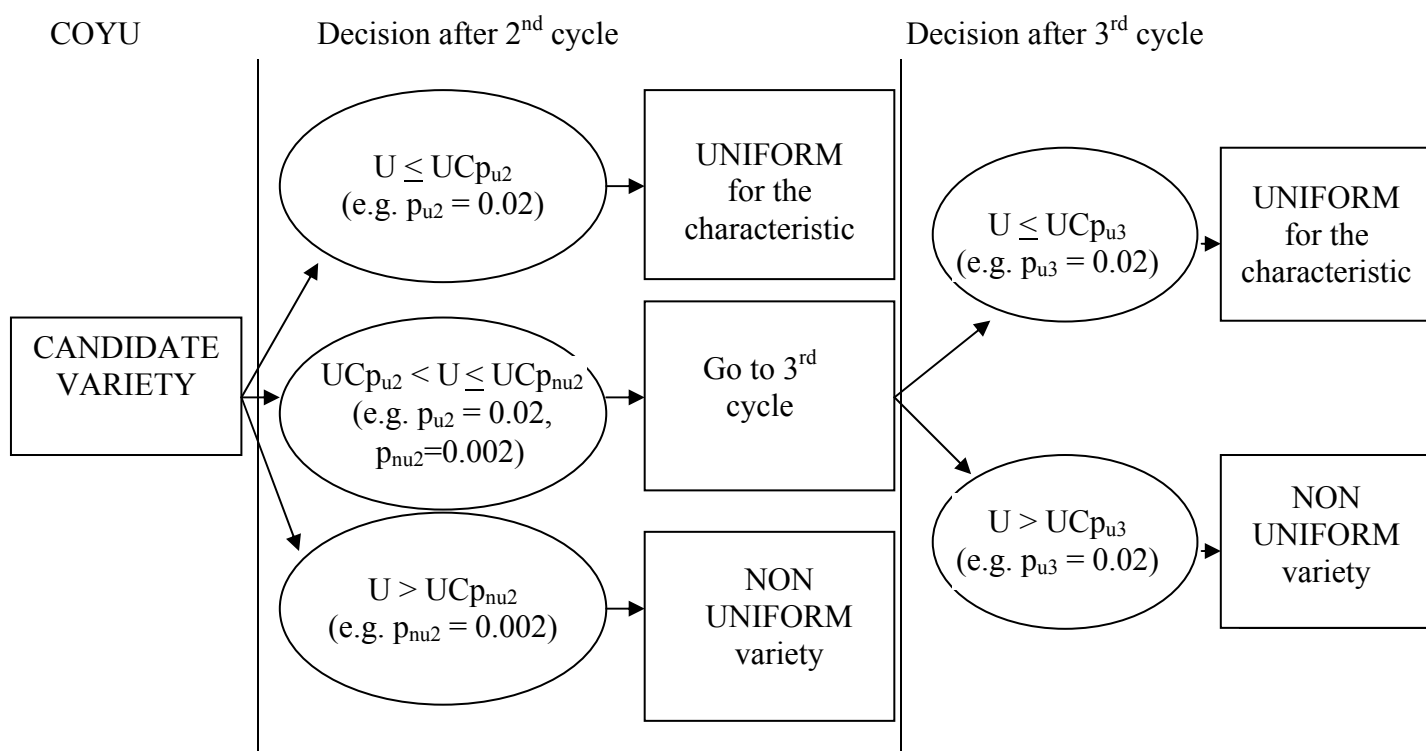 COYU
Decision after 2nd cycle
Decision after 3rd cycle
CANDIDATE
VARIETY
U ≤ UCpu2
(e.g. pu2 = 0.02)
UNIFORM
for the
characteristic
UCpu2 < U ≤ UCpnu2
(e.g. pu2 = 0.02,
pnu2=0.002)
Go to 3rd
cycle
U > UCpnu2
(e.g. pnu2 = 0.002)
NON
UNIFORM
variety
U ≤ UCpu3
(e.g. pu3 = 0.02)
UNIFORM
for the
characteristic
U > UCpu3
(e.g. pu3 = 0.02)
NON
UNIFORM
variety